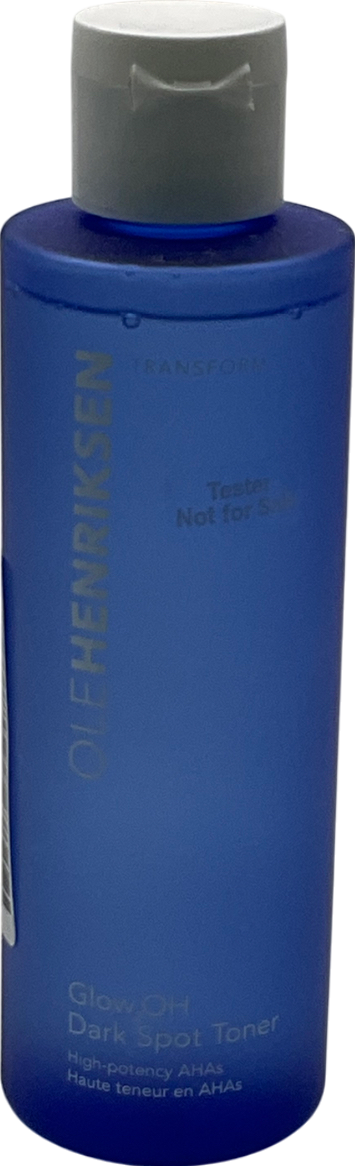 TRANSFORM
OLEHENRIKSEN
Tester
Not for Sale
Glow OH
Dark Spot Toner
High-potency AHAs
Haute teneur en AHAs